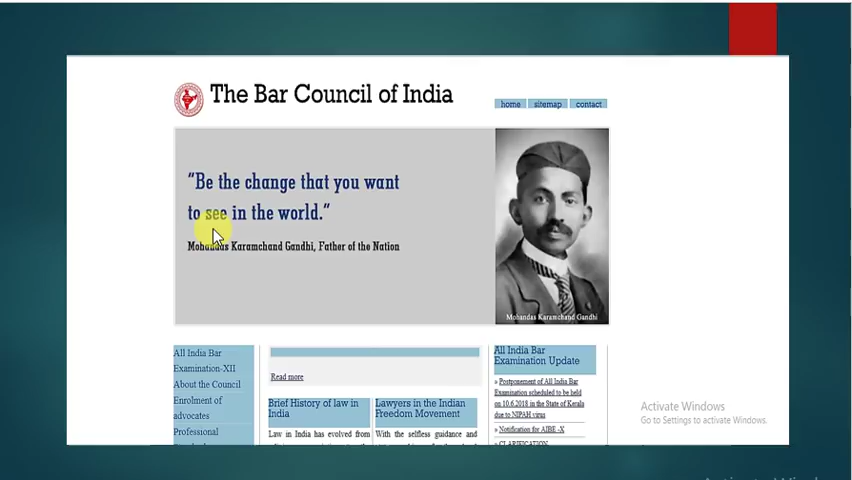 The Bar Council of India
home sitemap contact
“Be the change that you want
to see in the world.”
Mohandas Karamchand Gandhi, Father of the Nation
Mohandas Karamchand Gandhi
All India Bar
Examination-XII
About the Council
Enrolment of
advocates
Professional
Read more
Brief History of law in
India
Law in India has evolved from
Lawyers in the Indian
Freedom Movement
With the selfless guidance and
All India Bar
Examination Update
» Postponement of All India Bar
Examination scheduled to be held
on 10.6.2018 in the State of Kerala
due to NIPAH virus
» Notification for AIBE -X
» CLARIFICATION
Activate Windows
Go to Settings to activate Windows.